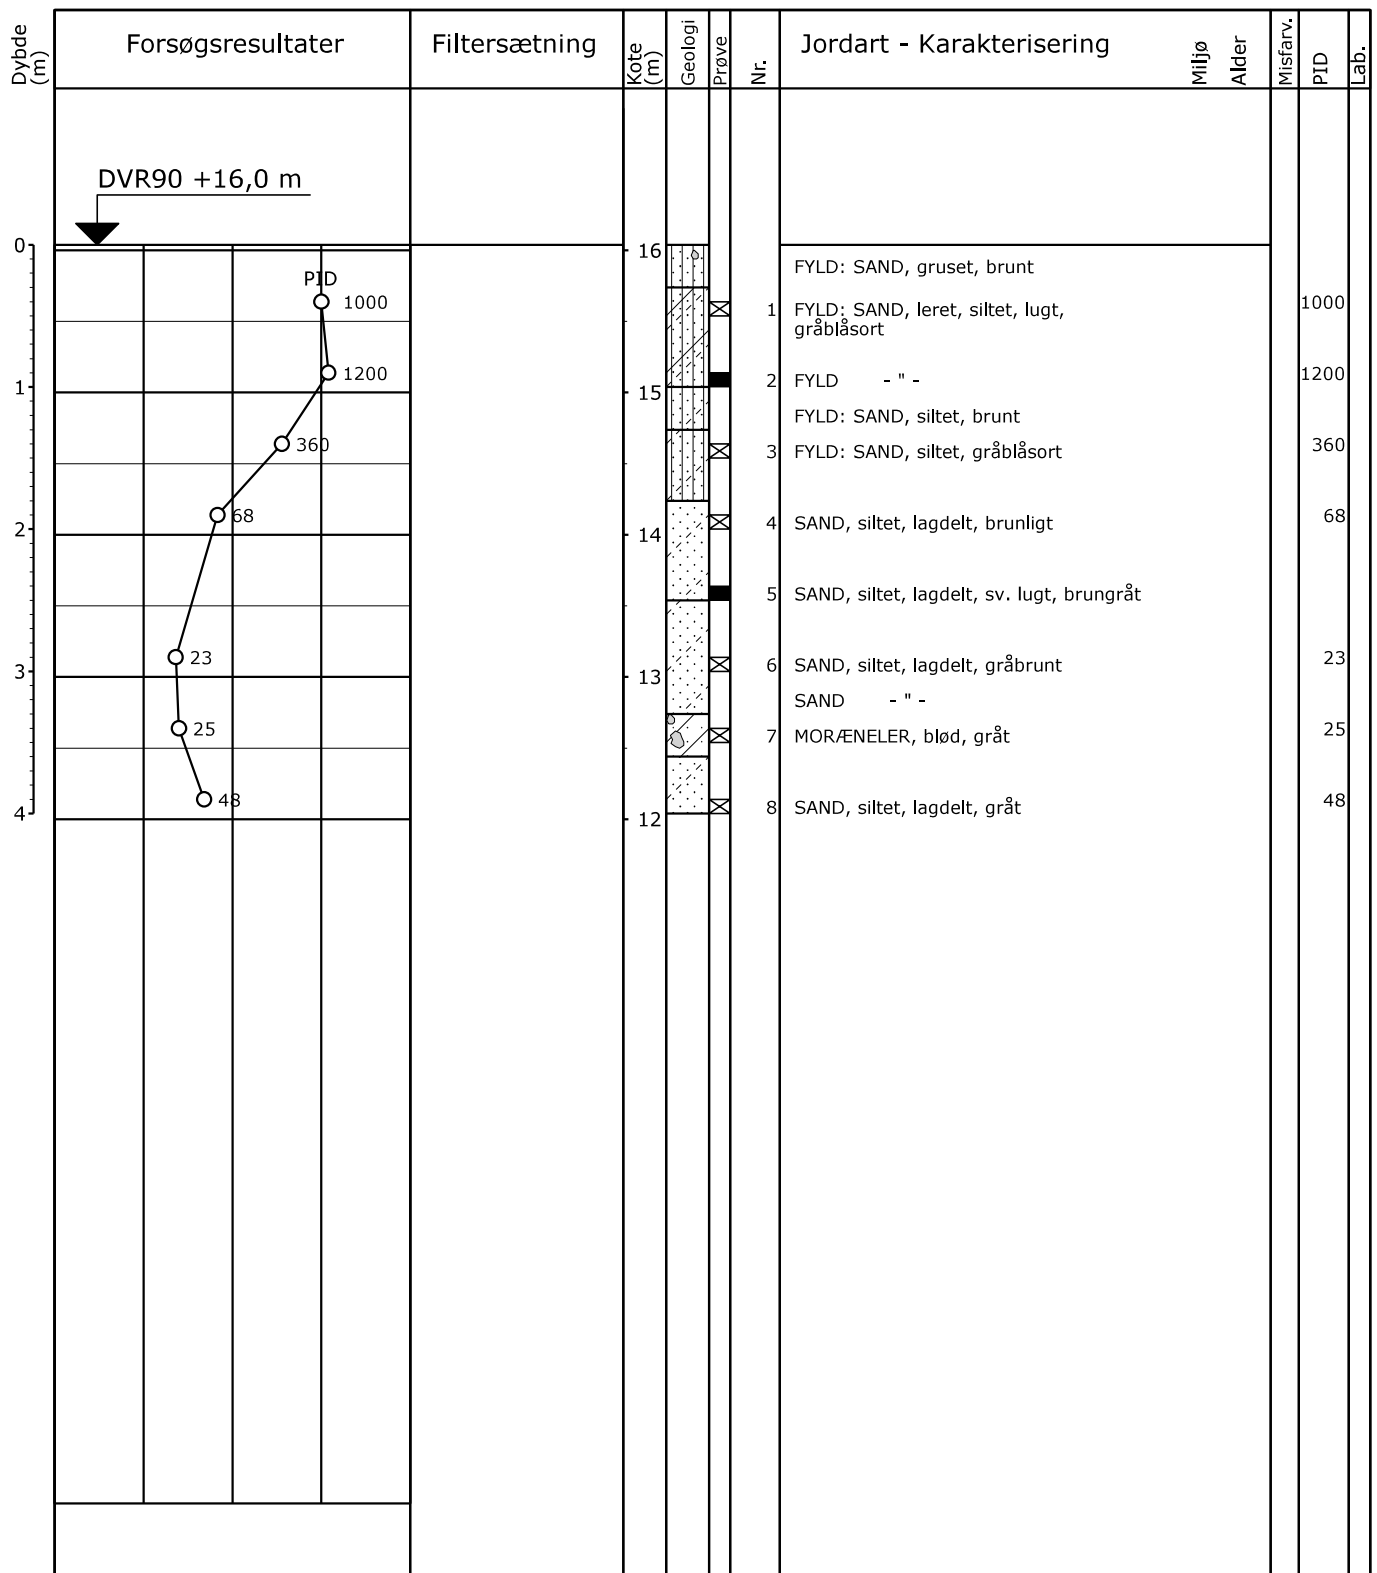 Dybde
(m)
Forsøgsresultater
Filtersætning
Kote
(m)
Geologi
Prøve
Nr.
Jordart - Karakterisering
Miljø
Alder
Misfarv.
PID
Lab.
DVR90 +16,0 m
0
16
FYLD: SAND, gruset, brunt
PID
1000
1
FYLD: SAND, leret, siltet, lugt,
gråblåsort
1000
1200
1
15
2
FYLD - " -
1200
FYLD: SAND, siltet, brunt
360
3
FYLD: SAND, siltet, gråblåsort
360
68
2
14
4
SAND, siltet, lagdelt, brunligt
68
5
SAND, siltet, lagdelt, sv. lugt, brungråt
23
3
13
6
SAND, siltet, lagdelt, gråbrunt
23
SAND - " -
25
7
MORÆNELER, blød, gråt
25
48
4
12
8
SAND, siltet, lagdelt, gråt
48